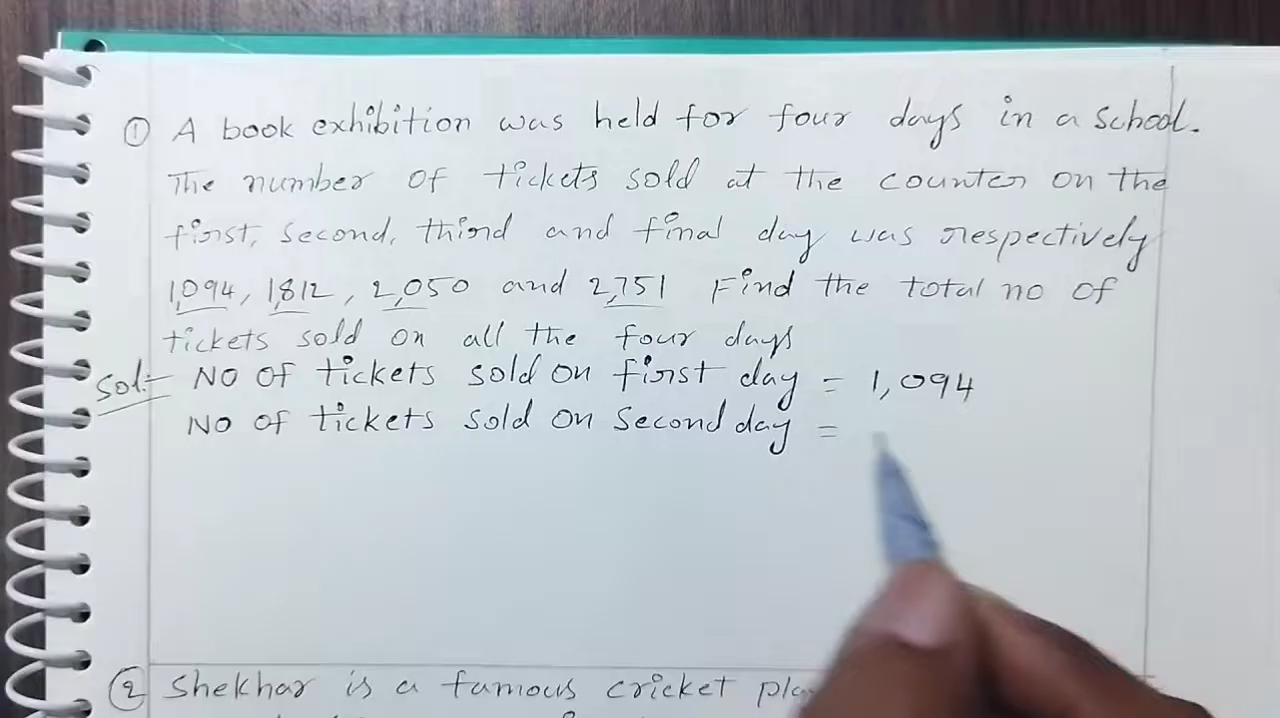 ① A book exhibition was held for four days in a school.
The number of tickets sold at the counter on the
first, second, third and final day was respectively
1,094, 1,812, 2,050 and 2,751 Find the total no of
tickets sold on all the four days
Sol:- No of tickets sold on first day = 1,094
No of tickets sold on second day =
② Shekhar is a famous cricket